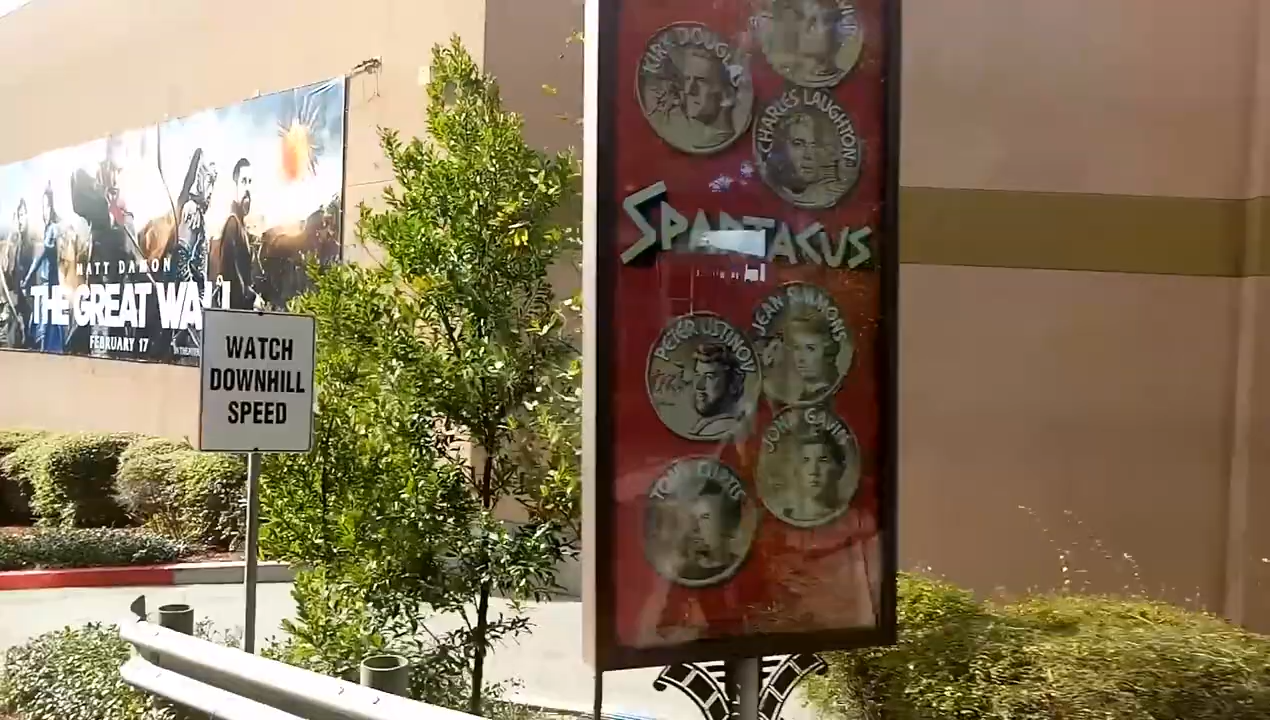 MATT DAMON
THE GREAT WALL
FEBRUARY 17
WATCH
DOWNHILL
SPEED
KIRK DOUGLAS
CHARLES LAUGHTON
SPARTACUS
PETER USTINOV
JEAN SIMMONS
JOHN GAVIN
TONY CURTIS